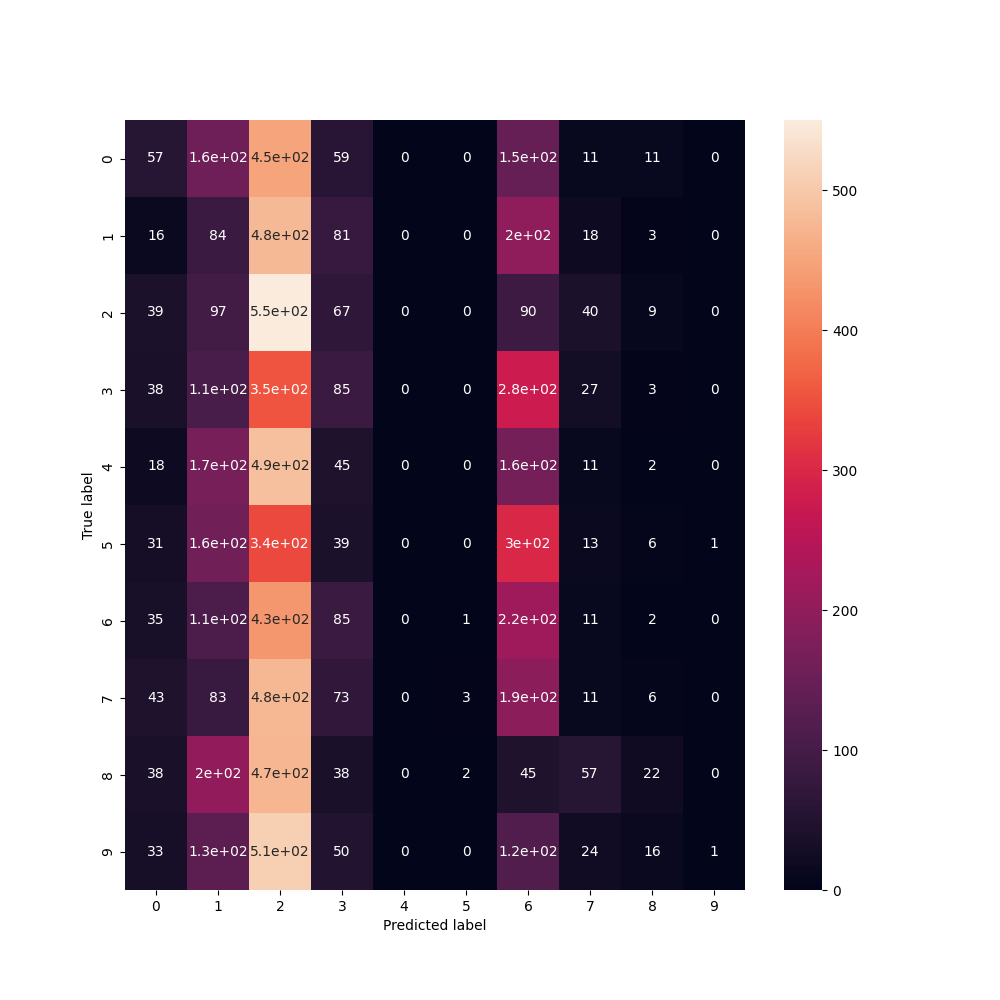 0 57 1.6e+02 4.5e+02 59 0 0 1.5e+02 11 11 0
1 16 84 4.8e+02 81 0 0 2e+02 18 3 0
2 39 97 5.5e+02 67 0 0 90 40 9 0
3 38 1.1e+02 3.5e+02 85 0 0 2.8e+02 27 3 0
4 18 1.7e+02 4.9e+02 45 0 0 1.6e+02 11 2 0
5 31 1.6e+02 3.4e+02 39 0 0 3e+02 13 6 1
6 35 1.1e+02 4.3e+02 85 0 1 2.2e+02 11 2 0
7 43 83 4.8e+02 73 0 3 1.9e+02 11 6 0
8 38 2e+02 4.7e+02 38 0 2 45 57 22 0
9 33 1.3e+02 5.1e+02 50 0 0 1.2e+02 24 16 1
0 1 2 3 4 5 6 7 8 9
Predicted label
True label
500
400
300
200
100
0